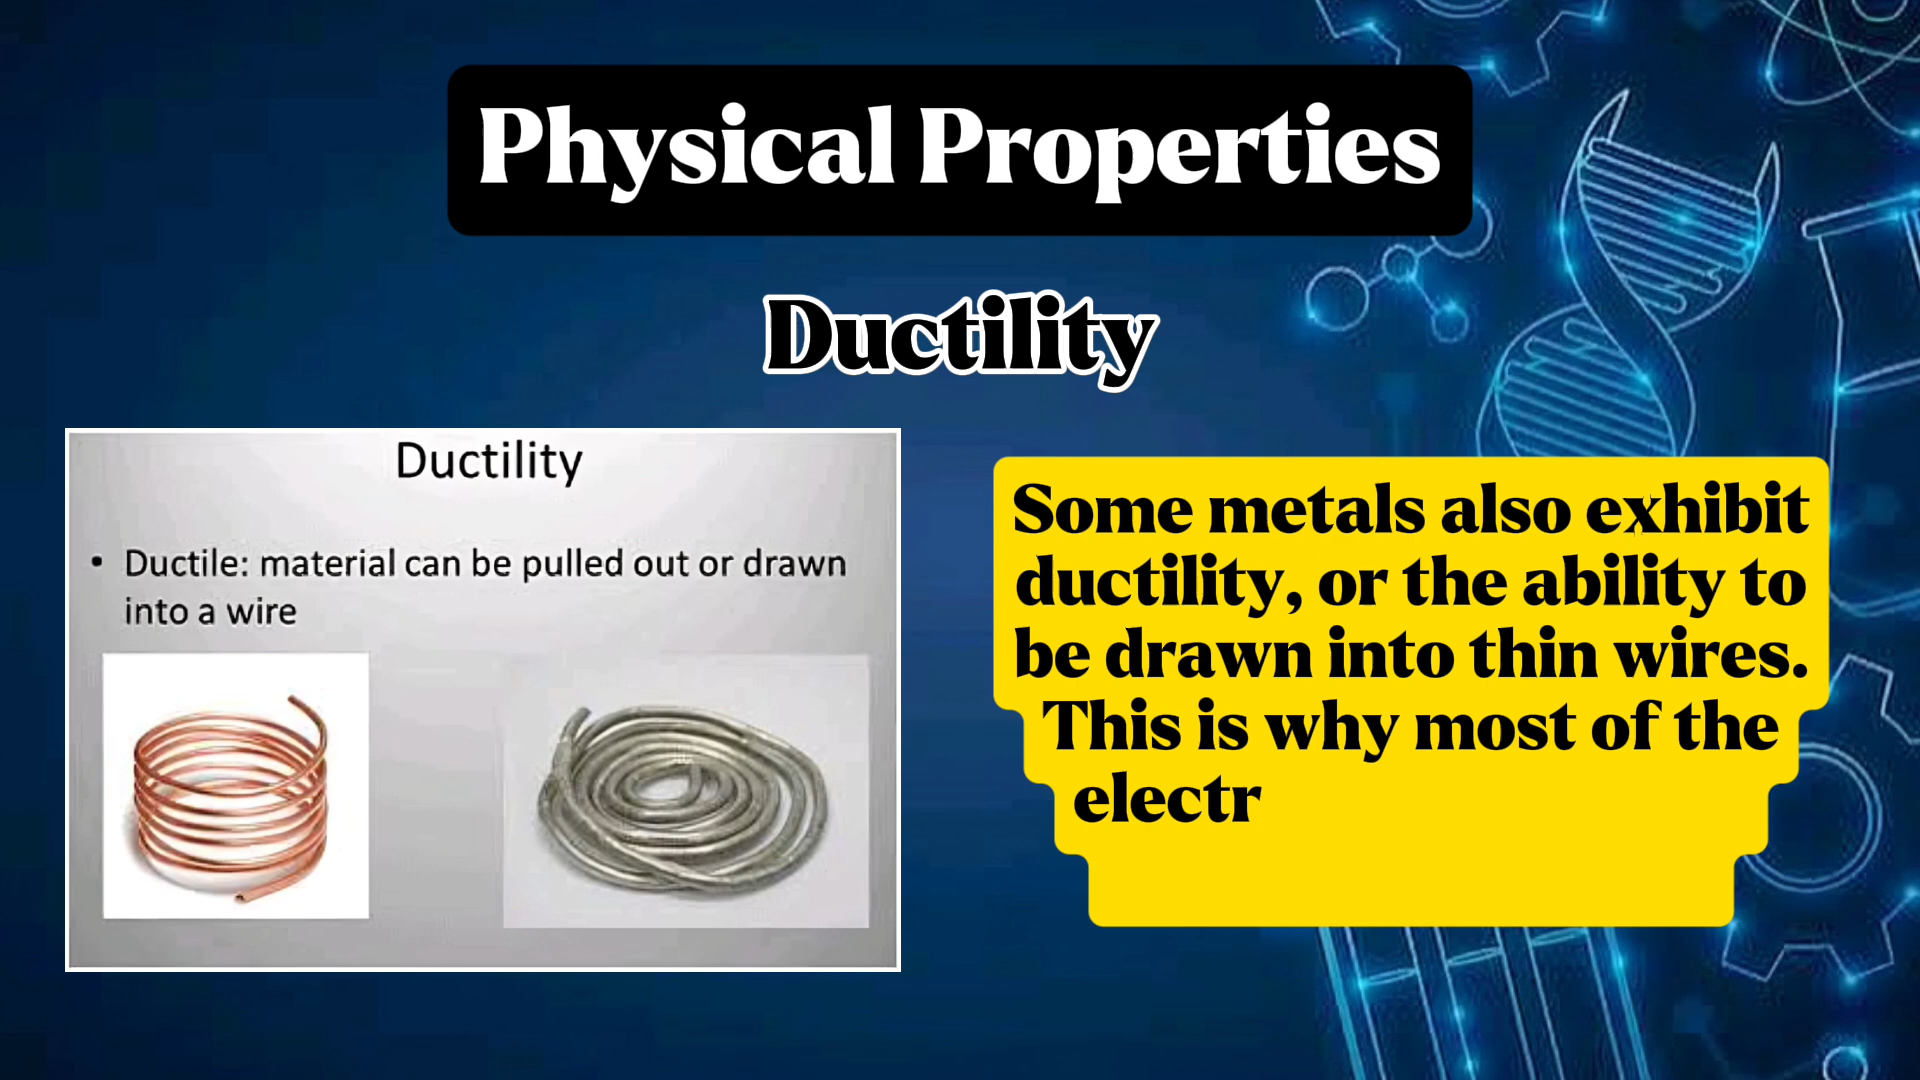 Physical Properties
Ductility
Ductility
• Ductile: material can be pulled out or drawn
into a wire
Some metals also exhibit
ductility, or the ability to
be drawn into thin wires.
This is why most of the
electr